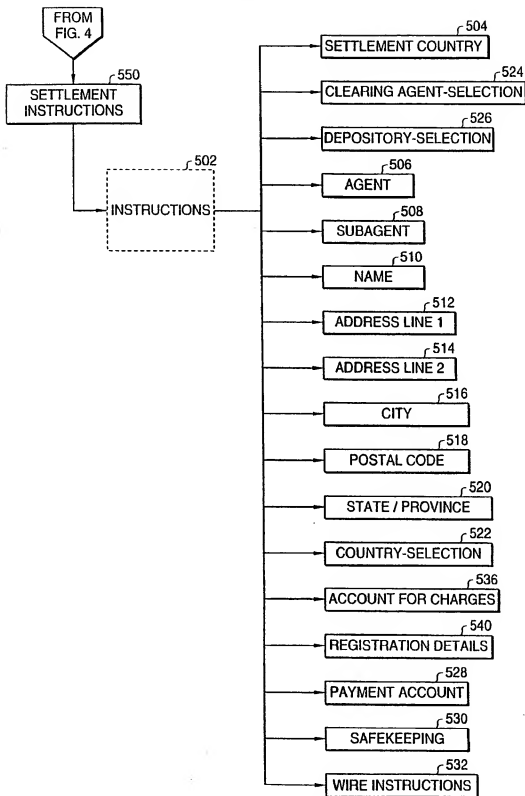 FROM
FIG. 4
550
SETTLEMENT
INSTRUCTIONS
502
INSTRUCTIONS
504
SETTLEMENT COUNTRY
524
CLEARING AGENT-SELECTION
526
DEPOSITORY-SELECTION
506
AGENT
508
SUBAGENT
510
NAME
512
ADDRESS LINE 1
514
ADDRESS LINE 2
516
CITY
518
POSTAL CODE
520
STATE / PROVINCE
522
COUNTRY-SELECTION
536
ACCOUNT FOR CHARGES
540
REGISTRATION DETAILS
528
PAYMENT ACCOUNT
530
SAFEKEEPING
532
WIRE INSTRUCTIONS